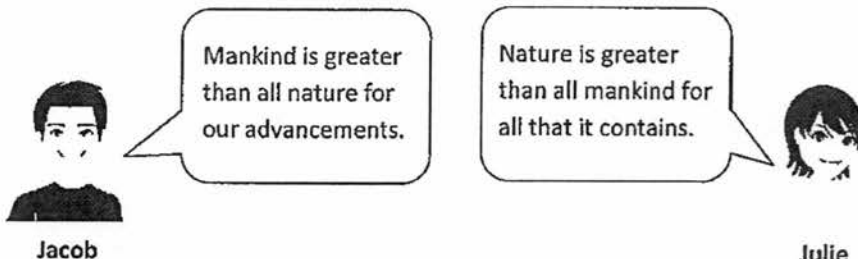 Mankind is greater
than all nature for
our advancements.
Nature is greater
than all mankind for
all that it contains.
Jacob
Julie